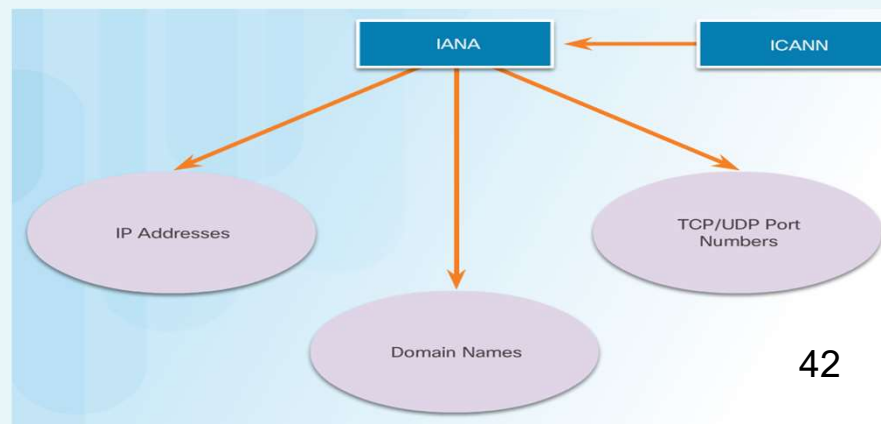 IANA
ICANN
IP Addresses
TCP/UDP Port
Numbers
Domain Names
42